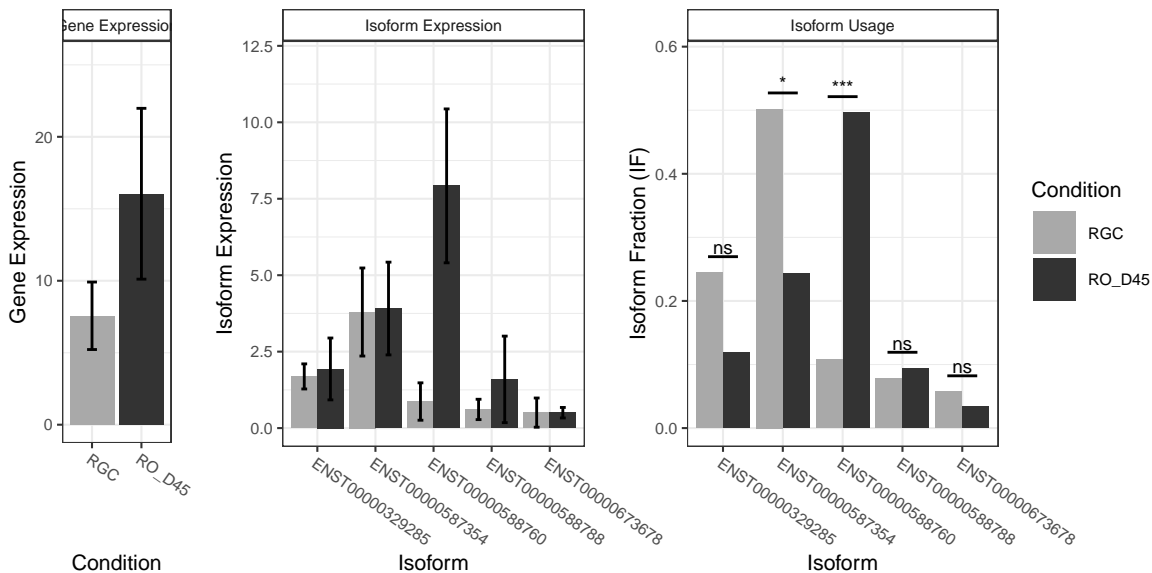 Gene Expression
Gene Expression
20
10
0
RGC
RO_D45
Condition
Isoform Expression
Isoform Expression
12.5
10.0
7.5
5.0
2.5
0.0
ENST00000329285
ENST00000587354
ENST00000588760
ENST00000588788
ENST00000673678
Isoform
Isoform Usage
Isoform Fraction (IF)
0.6
0.4
0.2
0.0
ns
*
***
ns
ns
ENST00000329285
ENST00000587354
ENST00000588760
ENST00000588788
ENST00000673678
Isoform
Condition
RGC
RO_D45